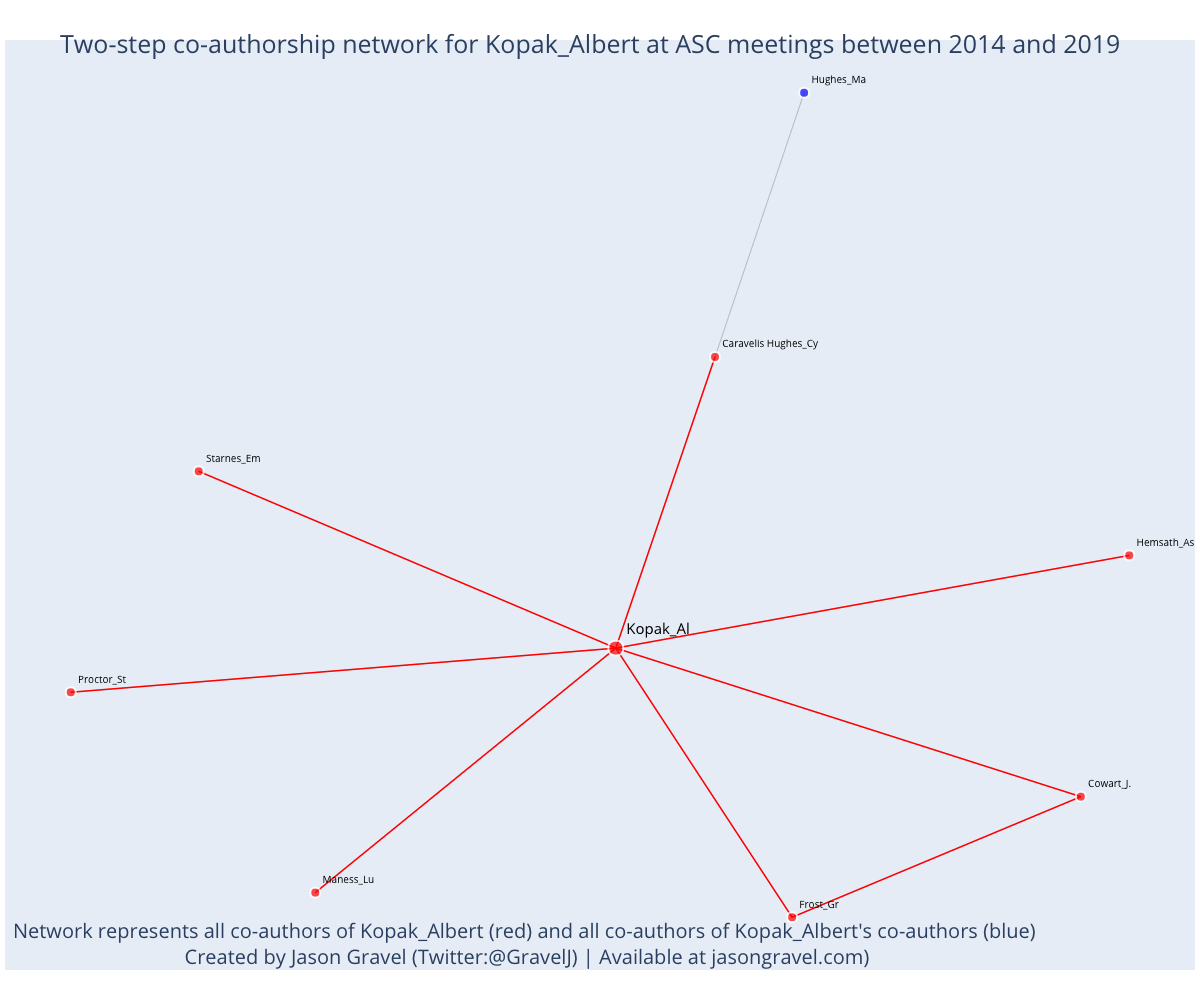 Two-step co-authorship network for Kopak_Albert at ASC meetings between 2014 and 2019
Hughes_Ma
Caravelis Hughes_Cy
Starnes_Em
Hemsath_As
Kopak_Al
Proctor_St
Cowart_J.
Maness_Lu
Frost_Gr
Network represents all co-authors of Kopak_Albert (red) and all co-authors of Kopak_Albert's co-authors (blue)
Created by Jason Gravel (Twitter:@GravelJ) | Available at jasongravel.com)